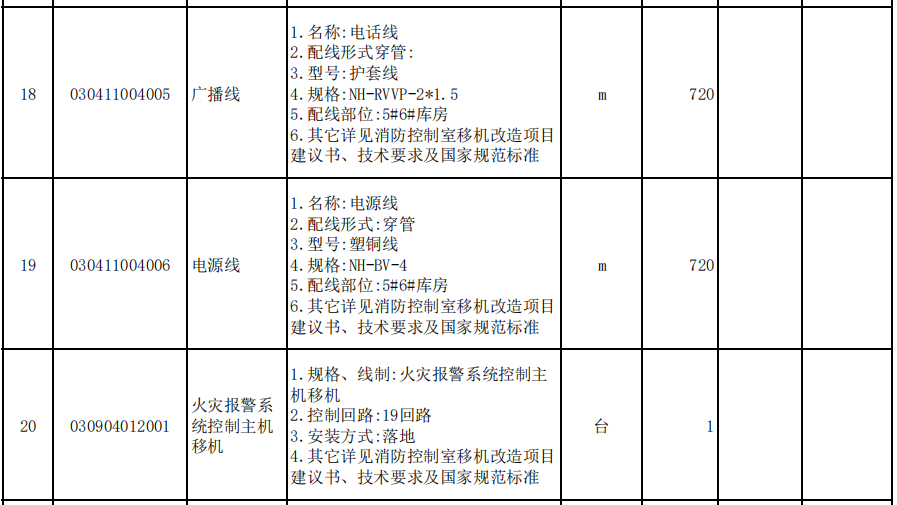 18 030411004005 广播线 1.名称:电话线
2.配线形式穿管:
3.型号:护套线
4.规格:NH-RVVP-2*1.5
5.配线部位:5#6#库房
6.其它详见消防控制室移机改造项目
建议书、技术要求及国家规范标准 m 720
19 030411004006 电源线 1.名称:电源线
2.配线形式:穿管
3.型号:塑铜线
4.规格:NH-BV-4
5.配线部位:5#6#库房
6.其它详见消防控制室移机改造项目
建议书、技术要求及国家规范标准 m 720
20 030904012001 火灾报警系
统控制主机
移机
1.规格、线制:火灾报警系统控制主
机移机
2.控制回路:19回路
3.安装方式:落地
4.其它详见消防控制室移机改造项目
建议书、技术要求及国家规范标准 台 1